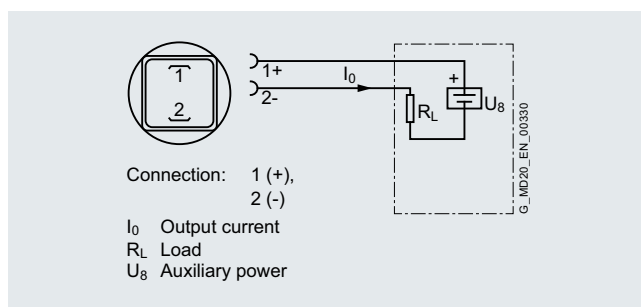 1
2
1+
2-
I0
+
RL
U8
G_MD20_EN_00330
Connection: 1 (+),
2 (-)
I0 Output current
RL Load
U8 Auxiliary power